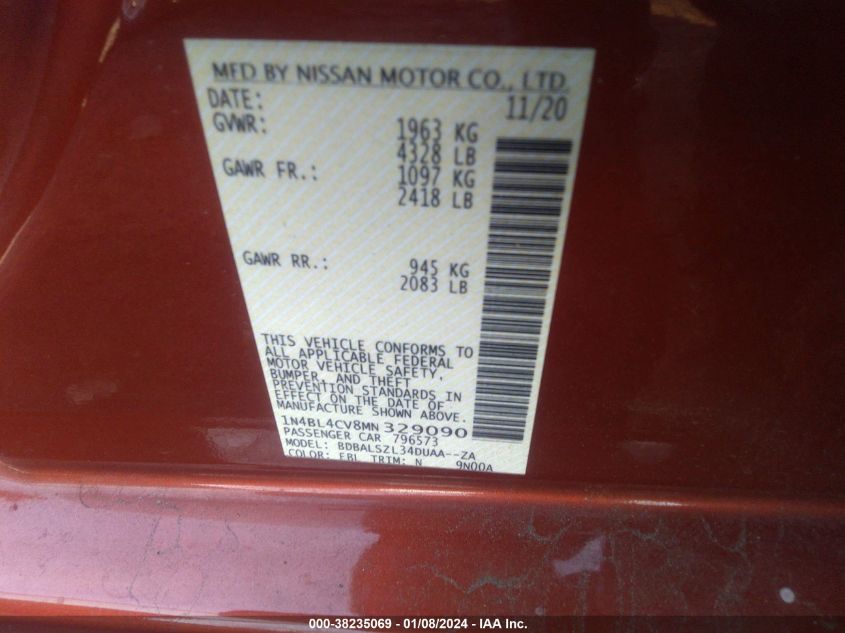 MFD BY NISSAN MOTOR CO., LTD.
DATE: 11/20
GVWR: 1963 KG
4328 LB
GAWR FR.: 1097 KG
2418 LB
GAWR RR.: 945 KG
2083 LB
THIS VEHICLE CONFORMS TO
ALL APPLICABLE FEDERAL
MOTOR VEHICLE SAFETY,
BUMPER, AND THEFT
PREVENTION STANDARDS IN
EFFECT ON THE DATE OF
MANUFACTURE SHOWN ABOVE.
1N4BL4CV8MN 329090
PASSENGER CAR 796573
MODEL: BDBALSZL34DUAA--ZA
COLOR: EBL TRIM: N 9N00A
000-38235069 - 01/08/2024 - IAA Inc.